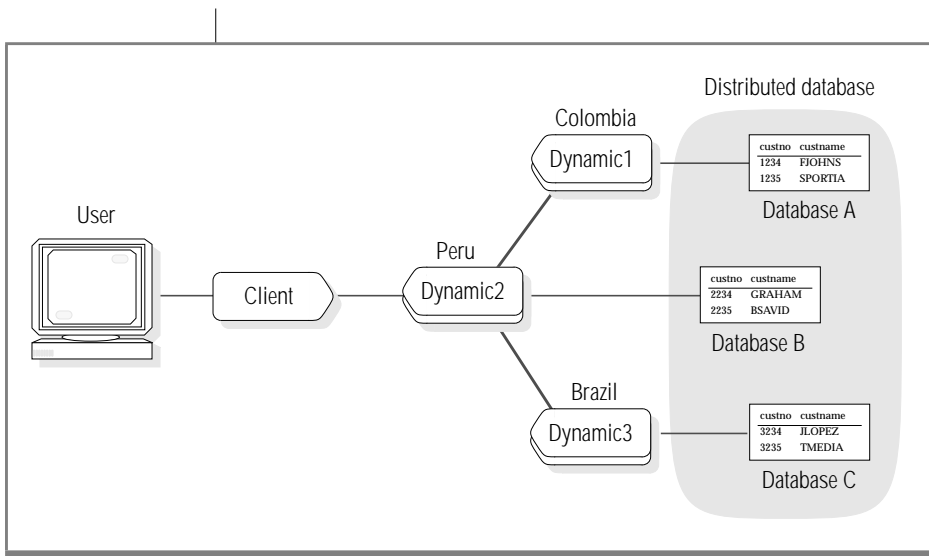 Distributed database
Colombia
Dynamic1
custno custname
1234 FJOHNS
1235 SPORTIA
Database A
User
Client
Peru
Dynamic2
custno custname
2234 GRAHAM
2235 BSAVID
Database B
Brazil
Dynamic3
custno custname
3234 JLOPEZ
3235 TMEDIA
Database C